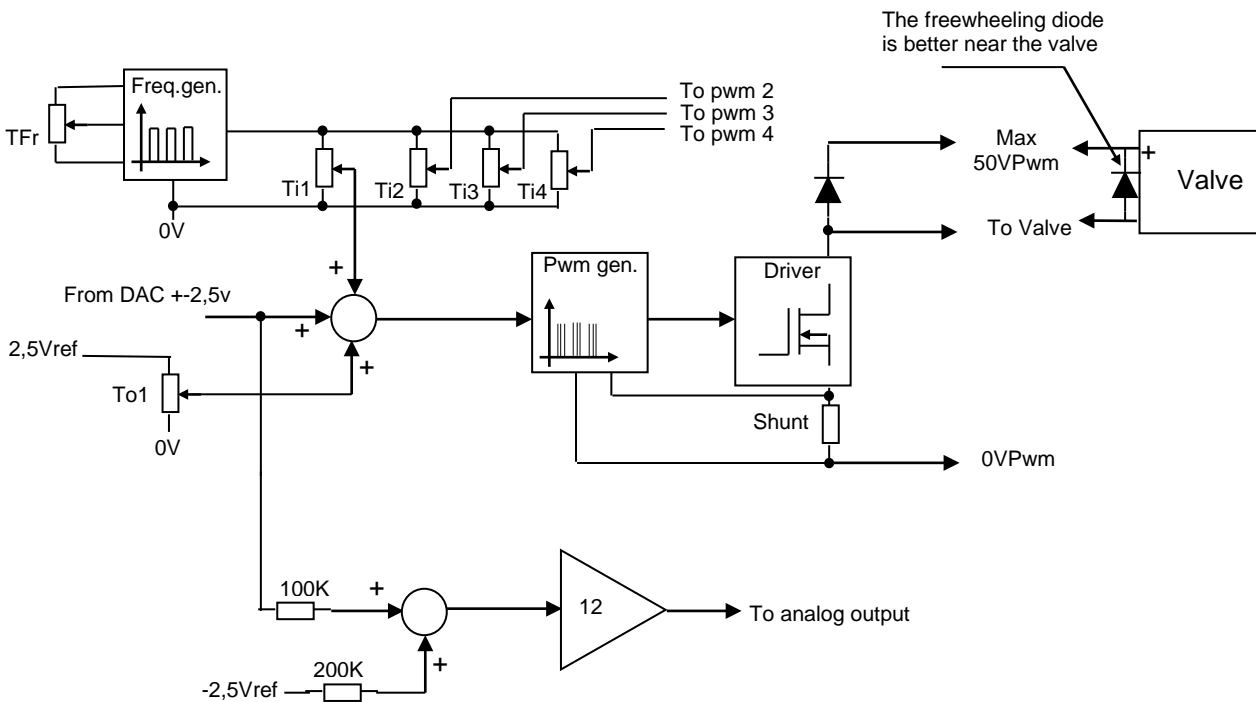 The freewheeling diode
is better near the valve
Freq.gen.
TFr
To pwm 2
To pwm 3
To pwm 4
Ti1
Ti2
Ti3
Ti4
0V
Max
50VPwm
+
Valve
To Valve
Pwm gen.
Driver
+
From DAC +-2,5v
+
2,5Vref
+
To1
0V
Shunt
0VPwm
100K
+
12
To analog output
200K
+
-2,5Vref